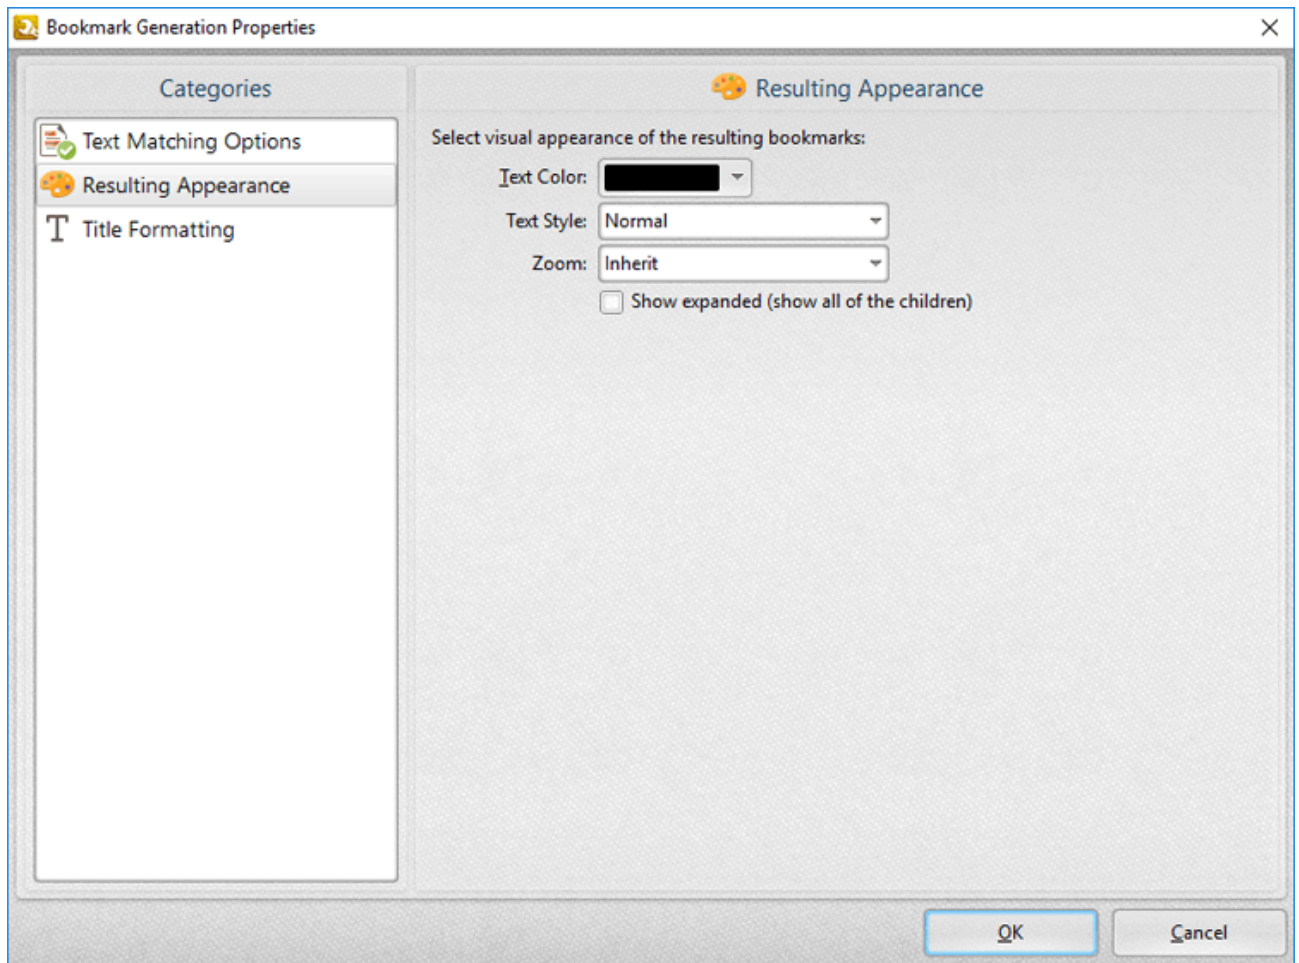 Bookmark Generation Properties
Categories
Text Matching Options
Resulting Appearance
Title Formatting
Resulting Appearance
Select visual appearance of the resulting bookmarks:
Text Color:
Text Style: Normal
Zoom: Inherit
Show expanded (show all of the children)
OK Cancel